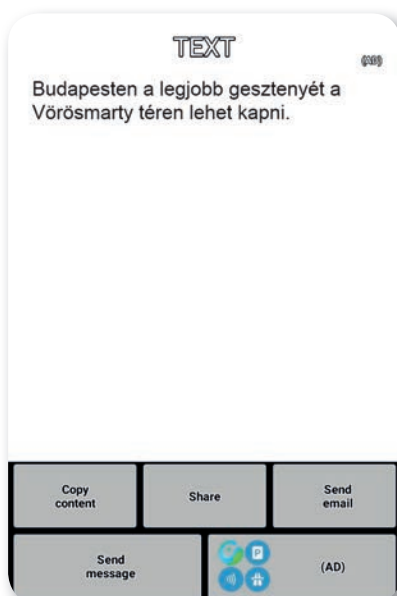 TEXT
(AD)
Budapesten a legjobb gesztenyét a
Vörösmarty téren lehet kapni.
Copy
content
Share
Send
email
Send
message
P
(AD)